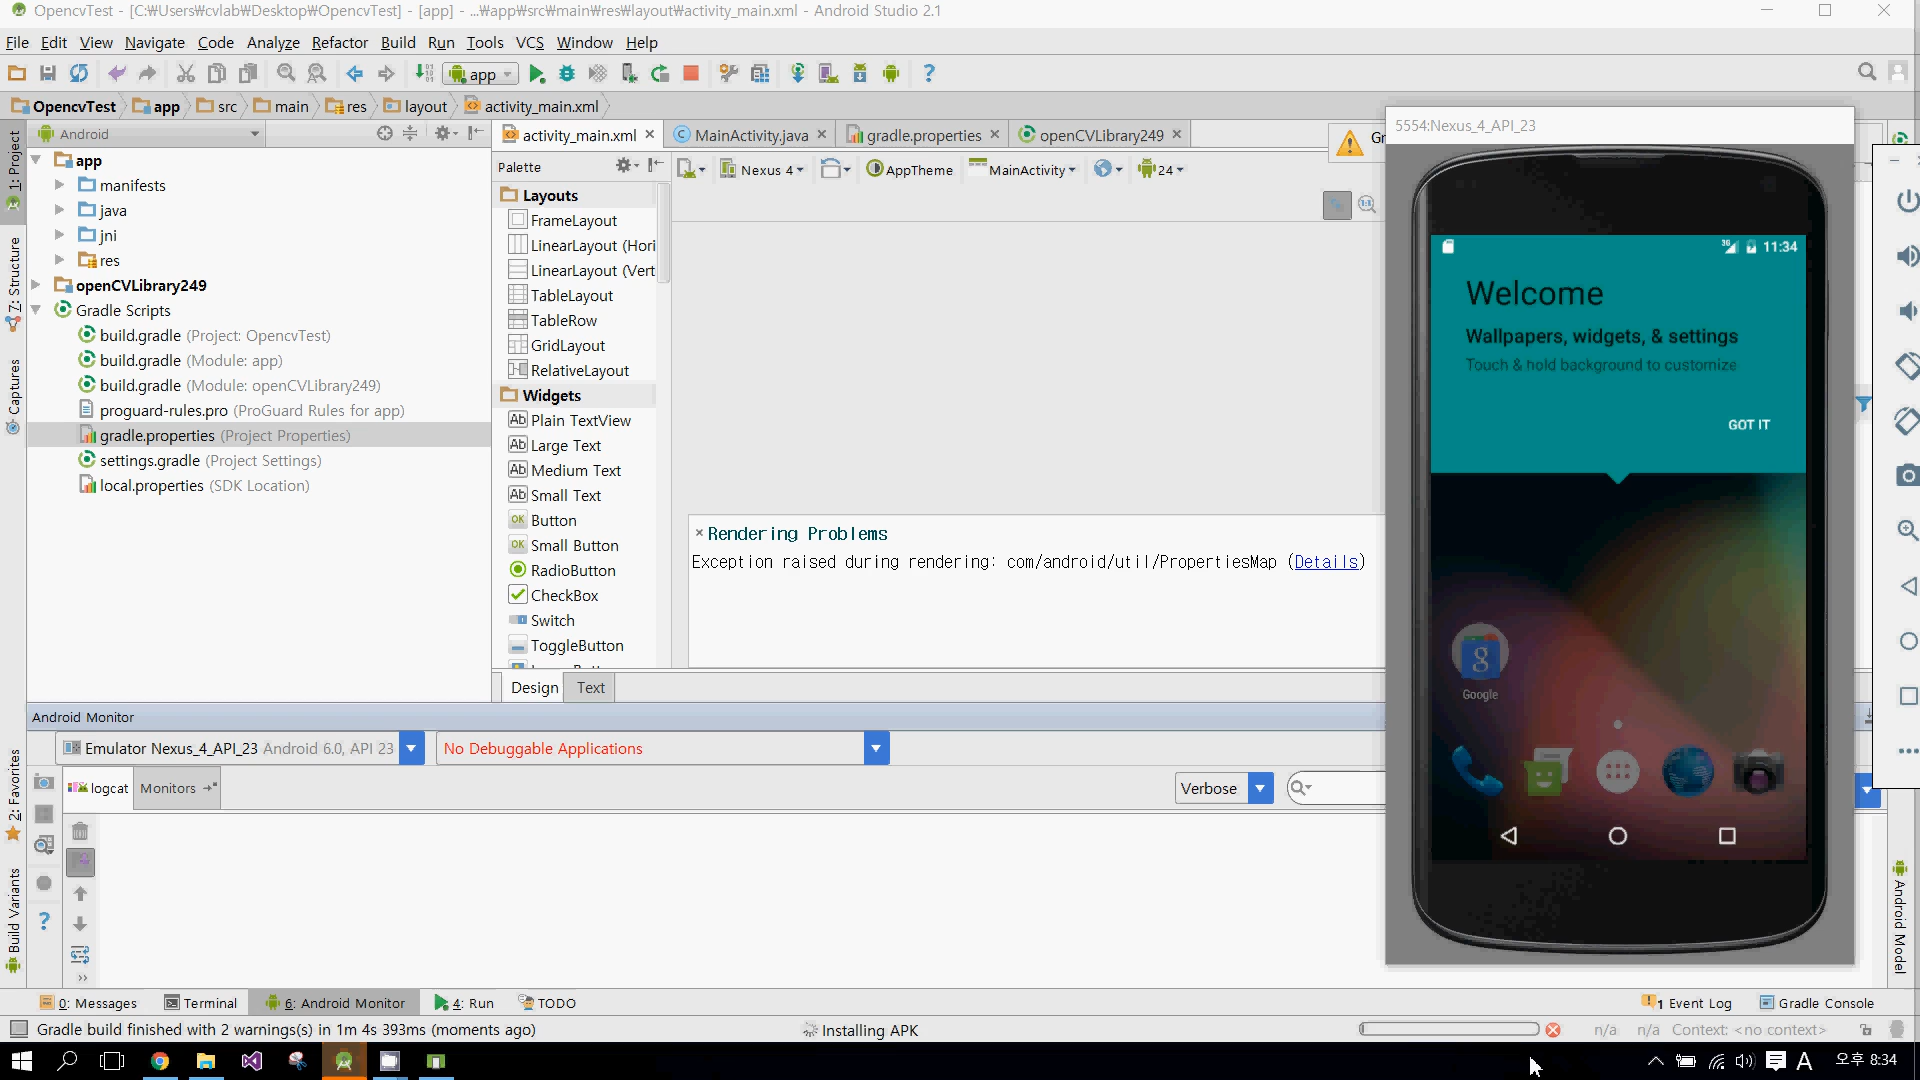 OpencvTest - [C:₩Users₩cvlab₩Desktop₩OpencvTest] - [app] - ...₩app₩src₩main₩res₩layout₩activity_main.xml - Android Studio 2.1
File Edit View Navigate Code Analyze Refactor Build Run Tools VCS Window Help
app
OpencvTest app src main res layout activity_main.xml
Android
activity_main.xml MainActivity.java gradle.properties openCVLibrary249
Gr
5554:Nexus_4_API_23
1: Project
Z: Structure
Captures
2: Favorites
Build Variants
app
manifests
java
jni
res
openCVLibrary249
Gradle Scripts
build.gradle (Project: OpencvTest)
build.gradle (Module: app)
build.gradle (Module: openCVLibrary249)
proguard-rules.pro (ProGuard Rules for app)
gradle.properties (Project Properties)
settings.gradle (Project Settings)
local.properties (SDK Location)
Palette
Nexus 4 AppTheme MainActivity 24
Layouts
FrameLayout
LinearLayout (Hori
LinearLayout (Vert
TableLayout
TableRow
GridLayout
RelativeLayout
Widgets
Plain TextView
Large Text
Medium Text
Small Text
Button
Small Button
RadioButton
CheckBox
Switch
ToggleButton
Rendering Problems
Exception raised during rendering: com/android/util/PropertiesMap (Details)
Design Text
3G 11:34
Welcome
Wallpapers, widgets, & settings
Touch & hold background to customize
GOT IT
Google
Android Monitor
Emulator Nexus_4_API_23 Android 6.0, API 23
No Debuggable Applications
logcat Monitors
Verbose
Android Model
0: Messages Terminal 6: Android Monitor 4: Run TODO
1 Event Log Gradle Console
Gradle build finished with 2 warnings(s) in 1m 4s 393ms (moments ago)
Installing APK
n/a n/a Context: <no context>
A 오후 8:34